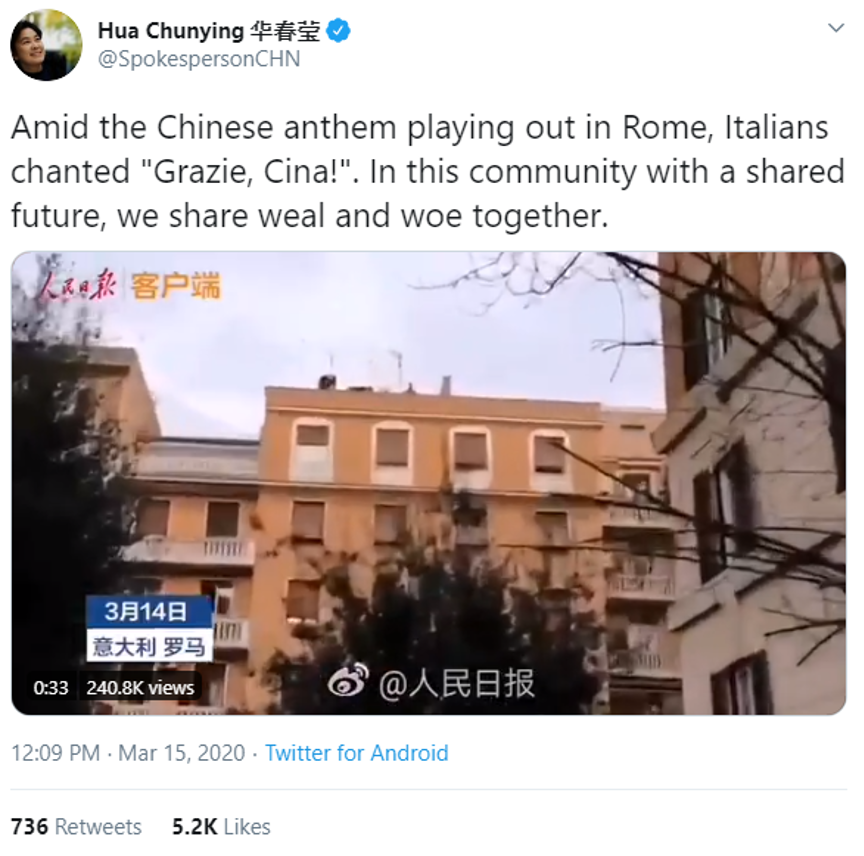 Hua Chunying 华春莹
@SpokespersonCHN
Amid the Chinese anthem playing out in Rome, Italians
chanted "Grazie, Cina!". In this community with a shared
future, we share weal and woe together.
人民日报 客户端
3月14日
意大利 罗马
0:33 240.8K views
@人民日报
12:09 PM · Mar 15, 2020 · Twitter for Android
736 Retweets 5.2K Likes